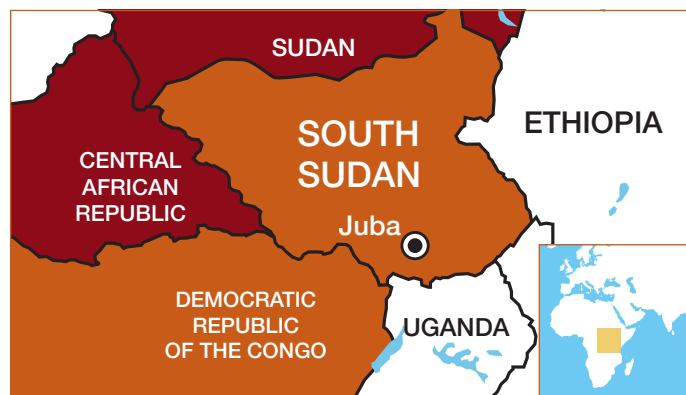 SUDAN
SOUTH
SUDAN
ETHIOPIA
CENTRAL
AFRICAN
REPUBLIC
Juba
DEMOCRATIC
REPUBLIC
OF THE CONGO
UGANDA